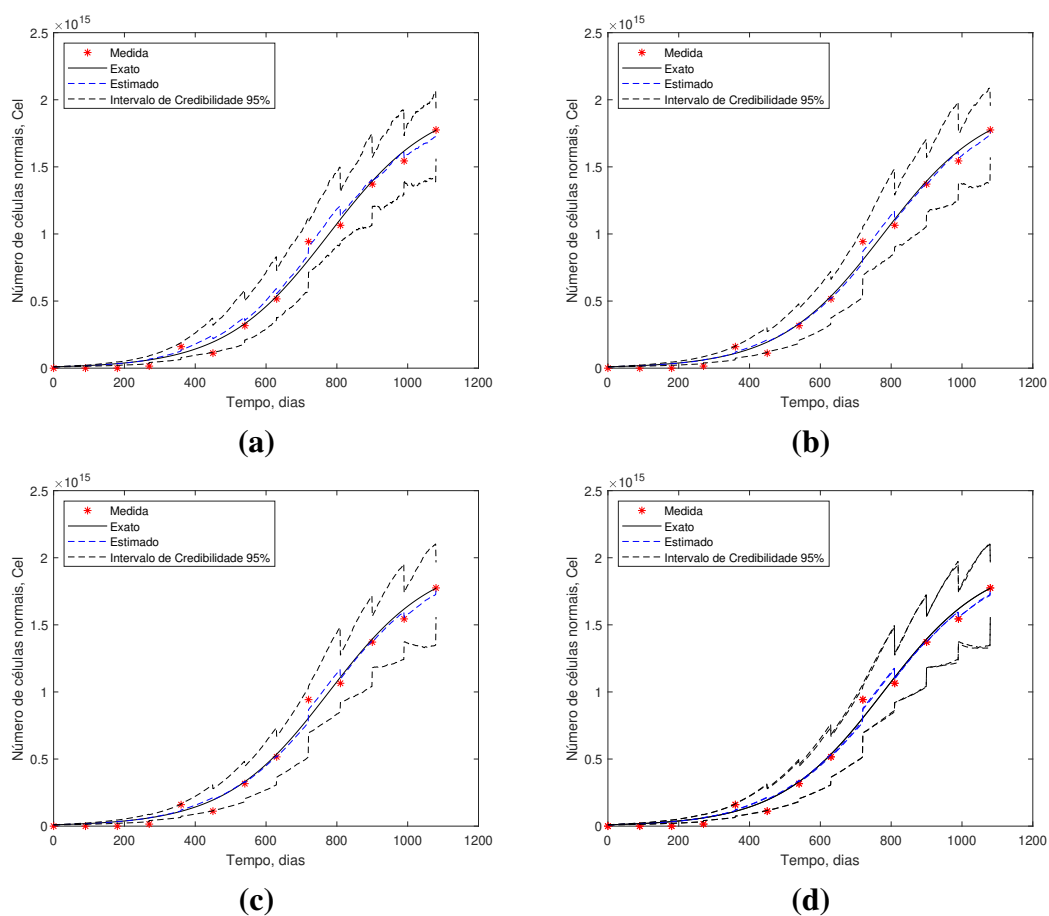 ×10^15
2.5
2
1.5
1
0.5
0
Número de células normais, Cel
Medida
Exato
Estimado
Intervalo de Credibilidade 95%
0 200 400 600 800 1000 1200
Tempo, dias
(a)
×10^15
2.5
2
1.5
1
0.5
0
Número de células normais, Cel
Medida
Exato
Estimado
Intervalo de Credibilidade 95%
0 200 400 600 800 1000 1200
Tempo, dias
(b)
×10^15
2.5
2
1.5
1
0.5
0
Número de células normais, Cel
Medida
Exato
Estimado
Intervalo de Credibilidade 95%
0 200 400 600 800 1000 1200
Tempo, dias
(c)
×10^15
2.5
2
1.5
1
0.5
0
Número de células normais, Cel
Medida
Exato
Estimado
Intervalo de Credibilidade 95%
0 200 400 600 800 1000 1200
Tempo, dias
(d)